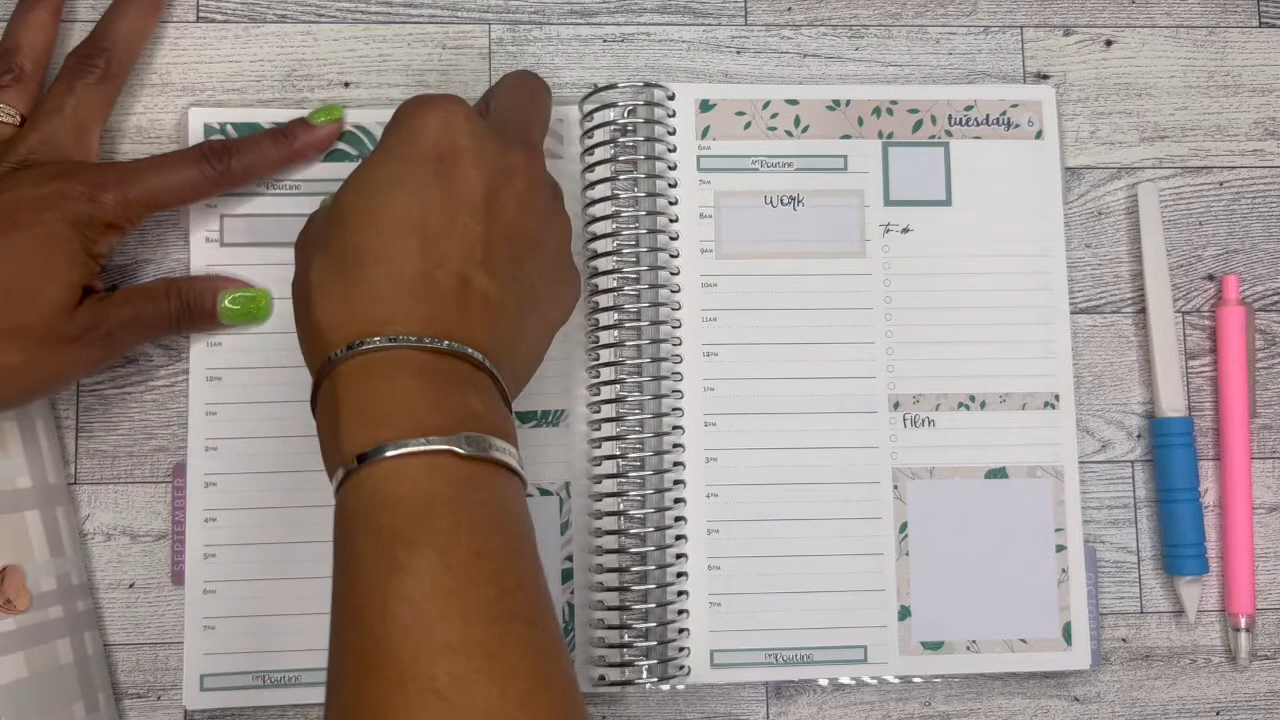 AM Routine
7AM
8AM
11AM
12PM
1PM
2PM
3PM
4PM
5PM
6PM
7PM
PM Routine
SEPTEMBER
tuesday, 6
6AM
AM Routine
7AM
Work
8AM
9AM
10AM
11AM
12PM
1PM
2PM
3PM
4PM
5PM
6PM
7PM
PM Routine
to-do
Film